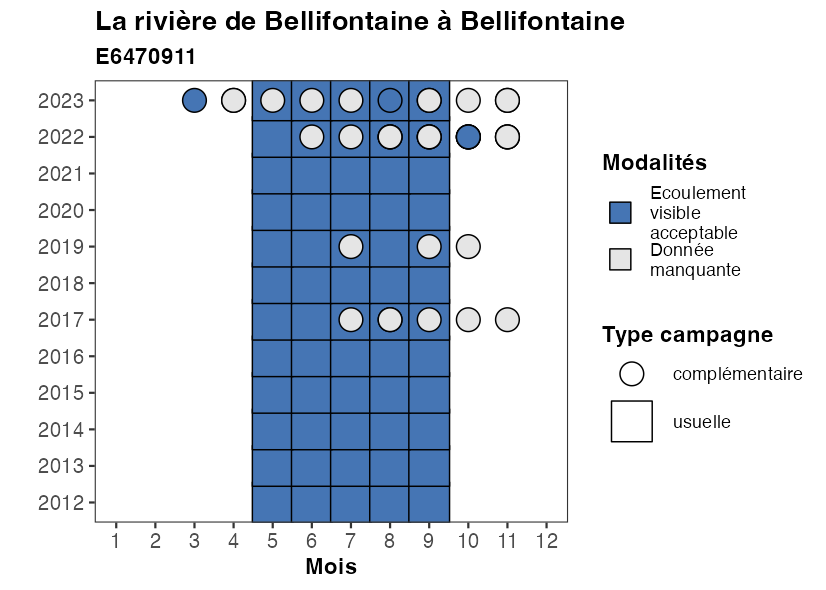 La rivière de Bellifontaine à Bellifontaine
E6470911
2023
2022
2021
2020
2019
2018
2017
2016
2015
2014
2013
2012
1 2 3 4 5 6 7 8 9 10 11 12
Mois
Modalités
Ecoulement
visible
acceptable
Donnée
manquante
Type campagne
complémentaire
usuelle